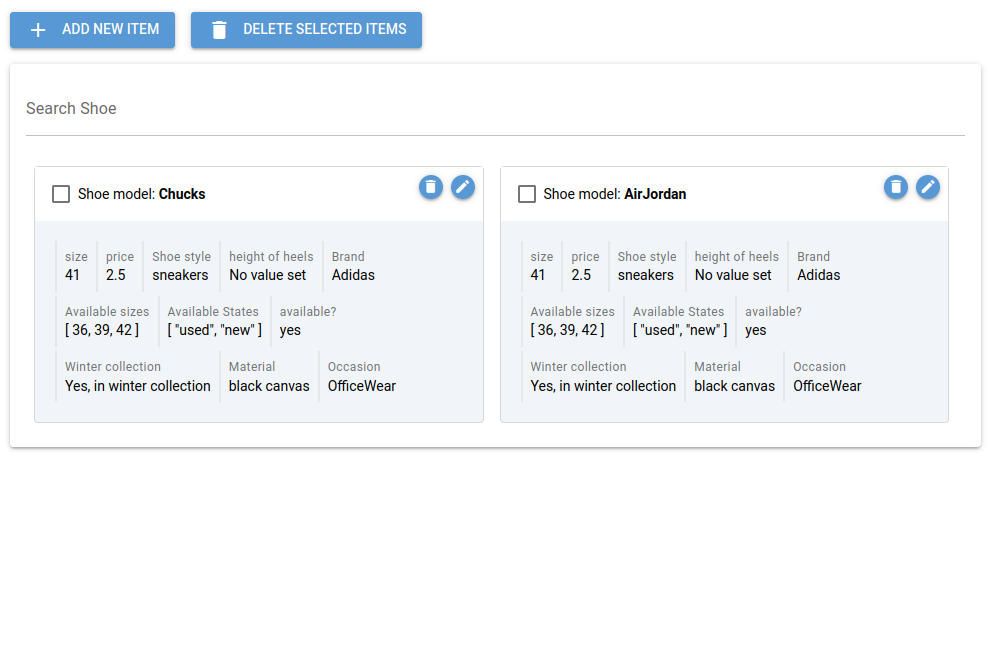 ADD NEW ITEM DELETE SELECTED ITEMS
Search Shoe
Shoe model: Chucks
size price Shoe style height of heels Brand
41 2.5 sneakers No value set Adidas
Available sizes Available States available?
[ 36, 39, 42 ] [ "used", "new" ] yes
Winter collection Material Occasion
Yes, in winter collection black canvas OfficeWear
Shoe model: AirJordan
size price Shoe style height of heels Brand
41 2.5 sneakers No value set Adidas
Available sizes Available States available?
[ 36, 39, 42 ] [ "used", "new" ] yes
Winter collection Material Occasion
Yes, in winter collection black canvas OfficeWear